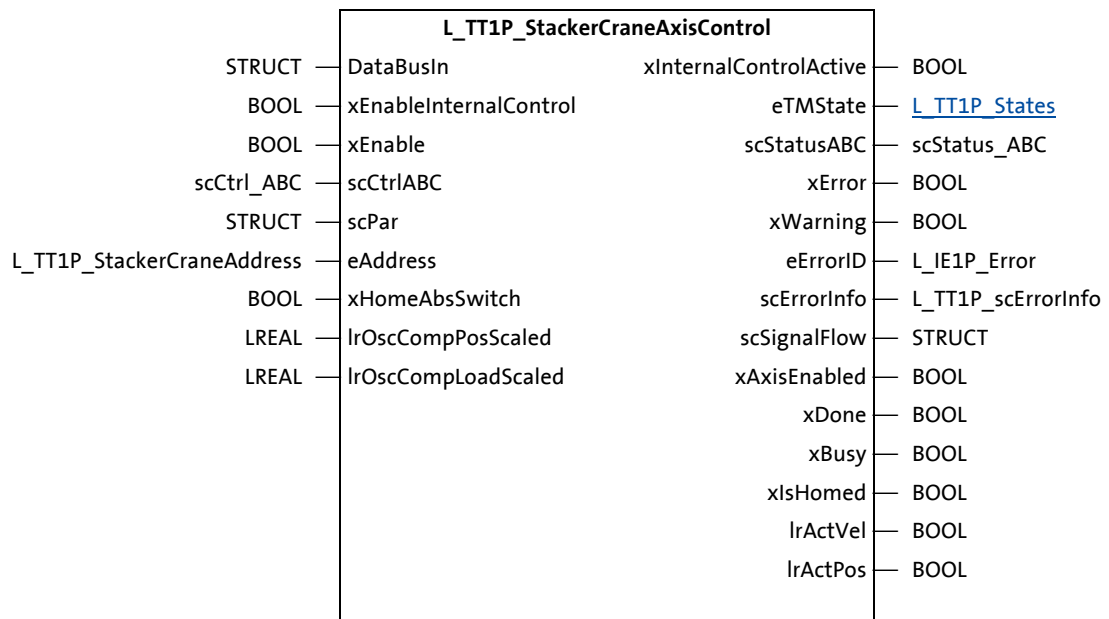 L_TT1P_StackerCraneAxisControl
STRUCT DataBusIn xInternalControlActive BOOL
BOOL xEnableInternalControl eTMState L_TT1P_States
BOOL xEnable scStatusABC scStatus_ABC
scCtrl_ABC scCtrlABC xError BOOL
STRUCT scPar xWarning BOOL
L_TT1P_StackerCraneAddress eAddress eErrorID L_IE1P_Error
BOOL xHomeAbsSwitch scErrorInfo L_TT1P_scErrorInfo
LREAL lrOscCompPosScaled scSignalFlow STRUCT
LREAL lrOscCompLoadScaled xAxisEnabled BOOL
xDone BOOL
xBusy BOOL
xIsHomed BOOL
lrActVel BOOL
lrActPos BOOL